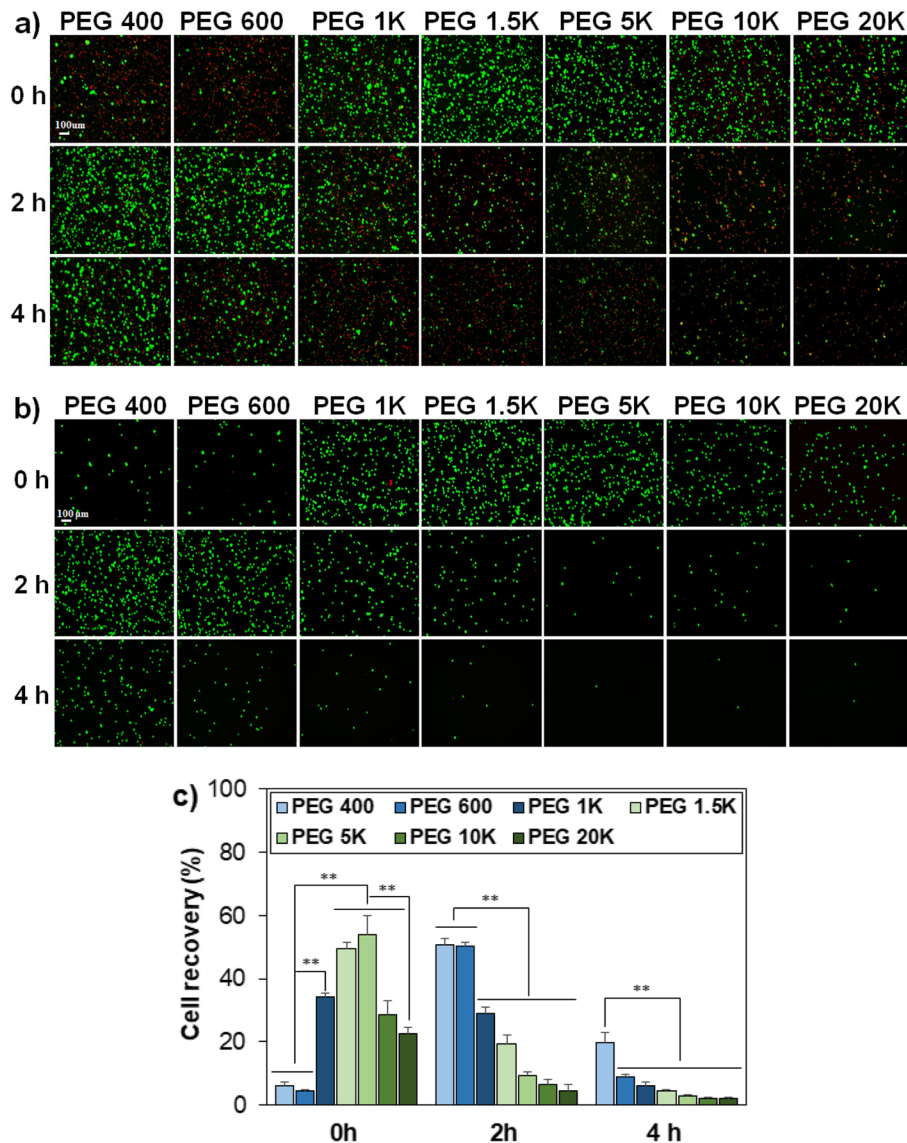 a) PEG 400 PEG 600 PEG 1K PEG 1.5K PEG 5K PEG 10K PEG 20K
0 h
100um
2 h
4 h
b) PEG 400 PEG 600 PEG 1K PEG 1.5K PEG 5K PEG 10K PEG 20K
0 h
100 µm
2 h
4 h
c)
100
80
60
40
20
0
Cell recovery (%)
PEG 400 PEG 600 PEG 1K PEG 1.5K
PEG 5K PEG 10K PEG 20K
** ** ** ** **
0h 2h 4 h